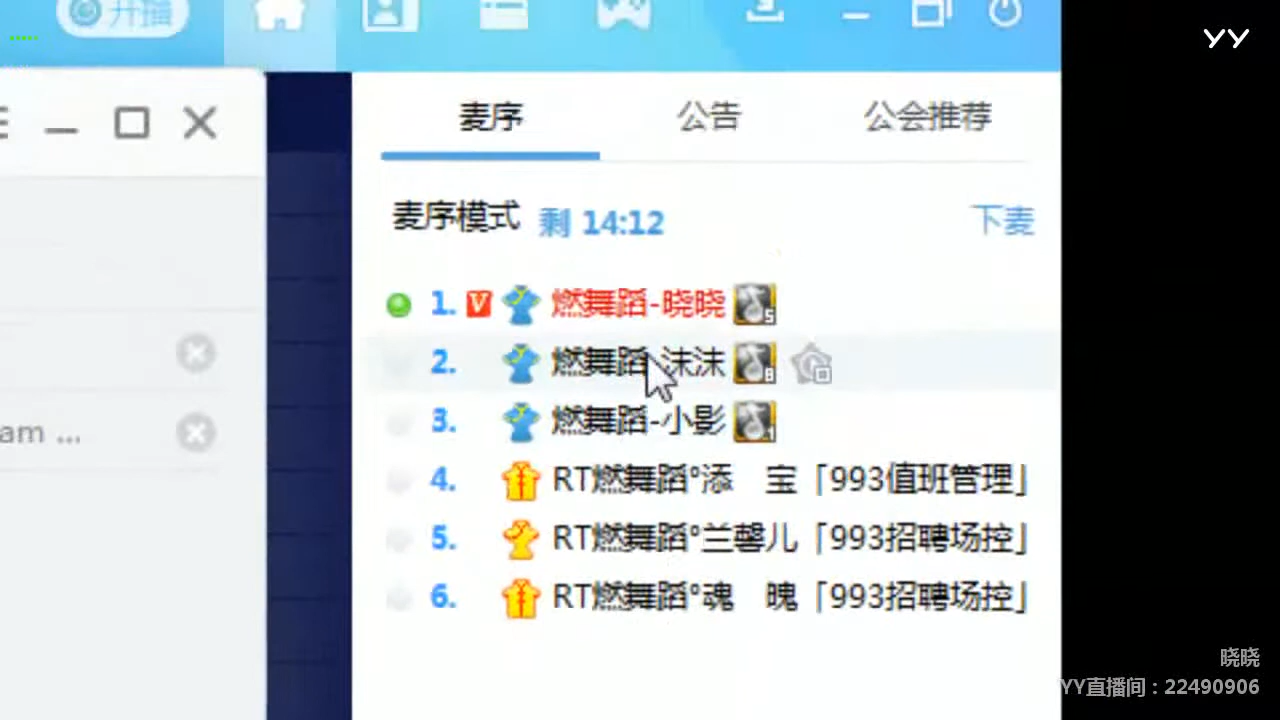 开播
YY
麦序 公告 公会推荐
麦序模式 剩 14:12 下麦
1. V 燃舞蹈-晓晓 5
2. 燃舞蹈-沫沫 8
3. 燃舞蹈-小影 1
am ...
4. RT燃舞蹈°添 宝「993值班管理」
5. RT燃舞蹈°兰馨儿「993招聘场控」
6. RT燃舞蹈°魂 魄「993招聘场控」
晓晓
YY直播间：22490906